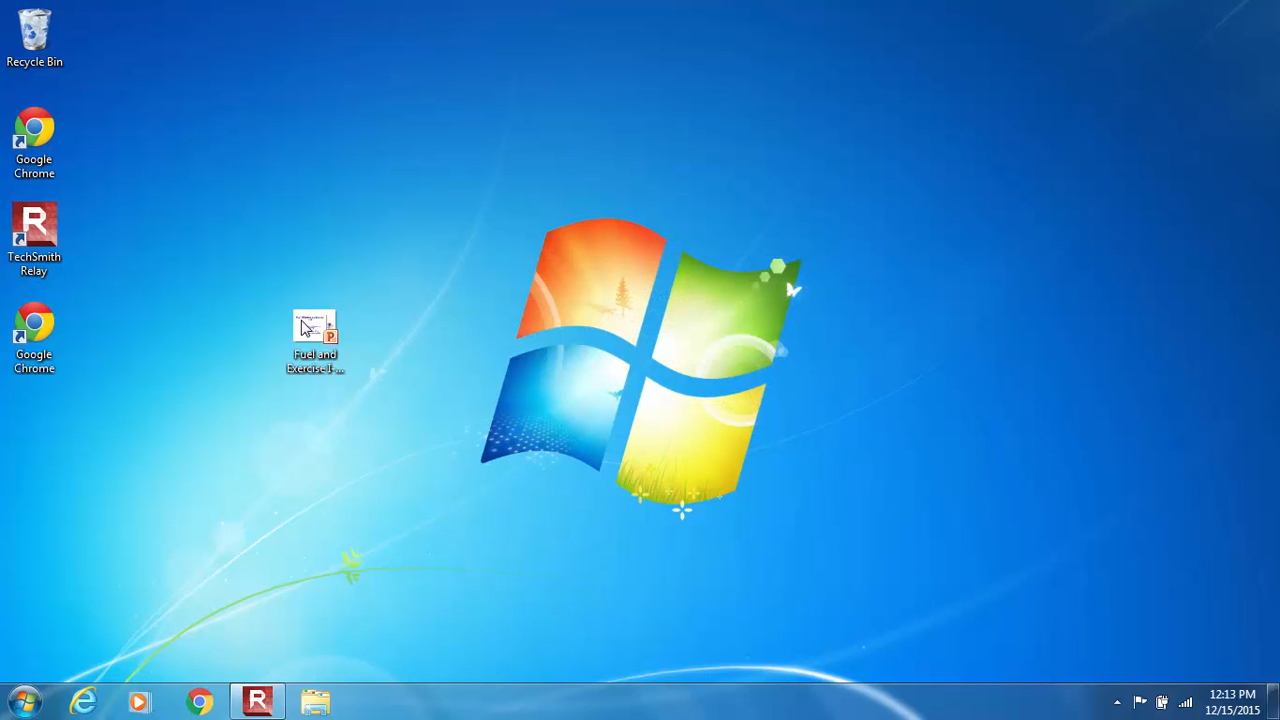 Recycle Bin
Google
Chrome
R
TechSmith
Relay
Google
Chrome
P
Fuel and
Exercise I-...
R
12:13 PM
12/15/2015